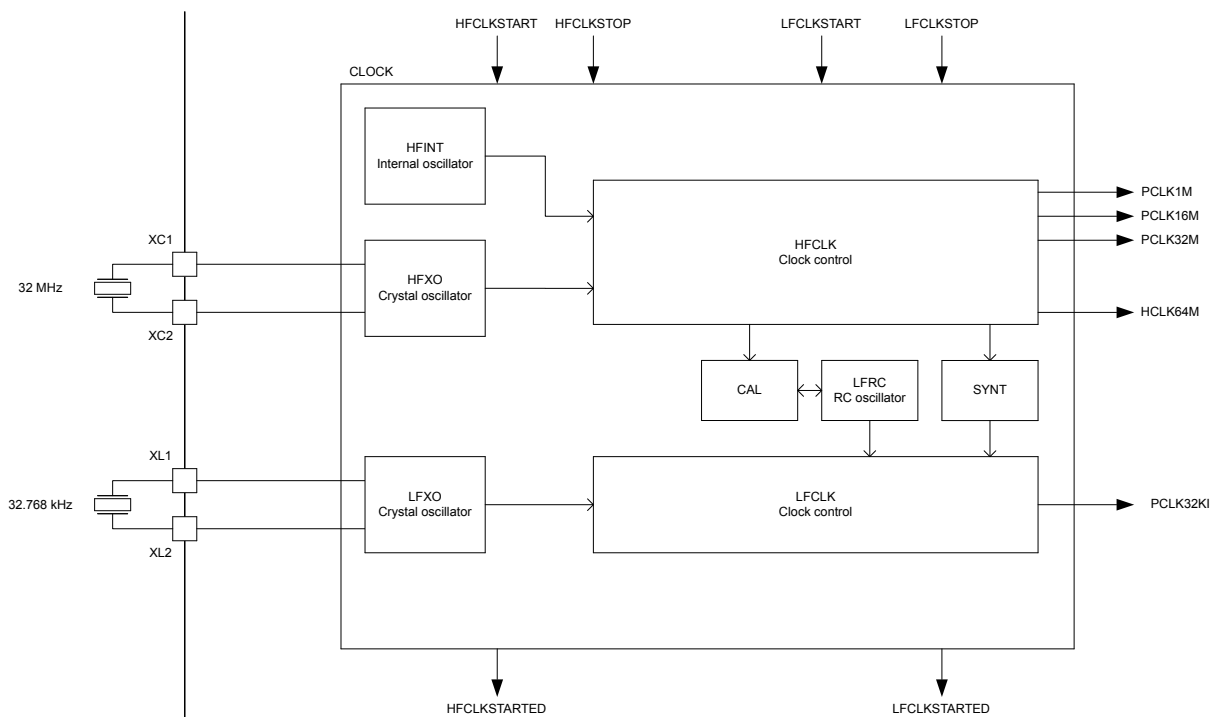 HFCLKSTART
HFCLKSTOP
LFCLKSTART
LFCLKSTOP
CLOCK
HFINT
Internal oscillator
PCLK1M
PCLK16M
PCLK32M
HFCLK
Clock control
XC1
HFXO
Crystal oscillator
32 MHz
HCLK64M
XC2
CAL
LFRC
RC oscillator
SYNT
XL1
LFXO
Crystal oscillator
LFCLK
Clock control
32.768 kHz
PCLK32KI
XL2
HFCLKSTARTED
LFCLKSTARTED